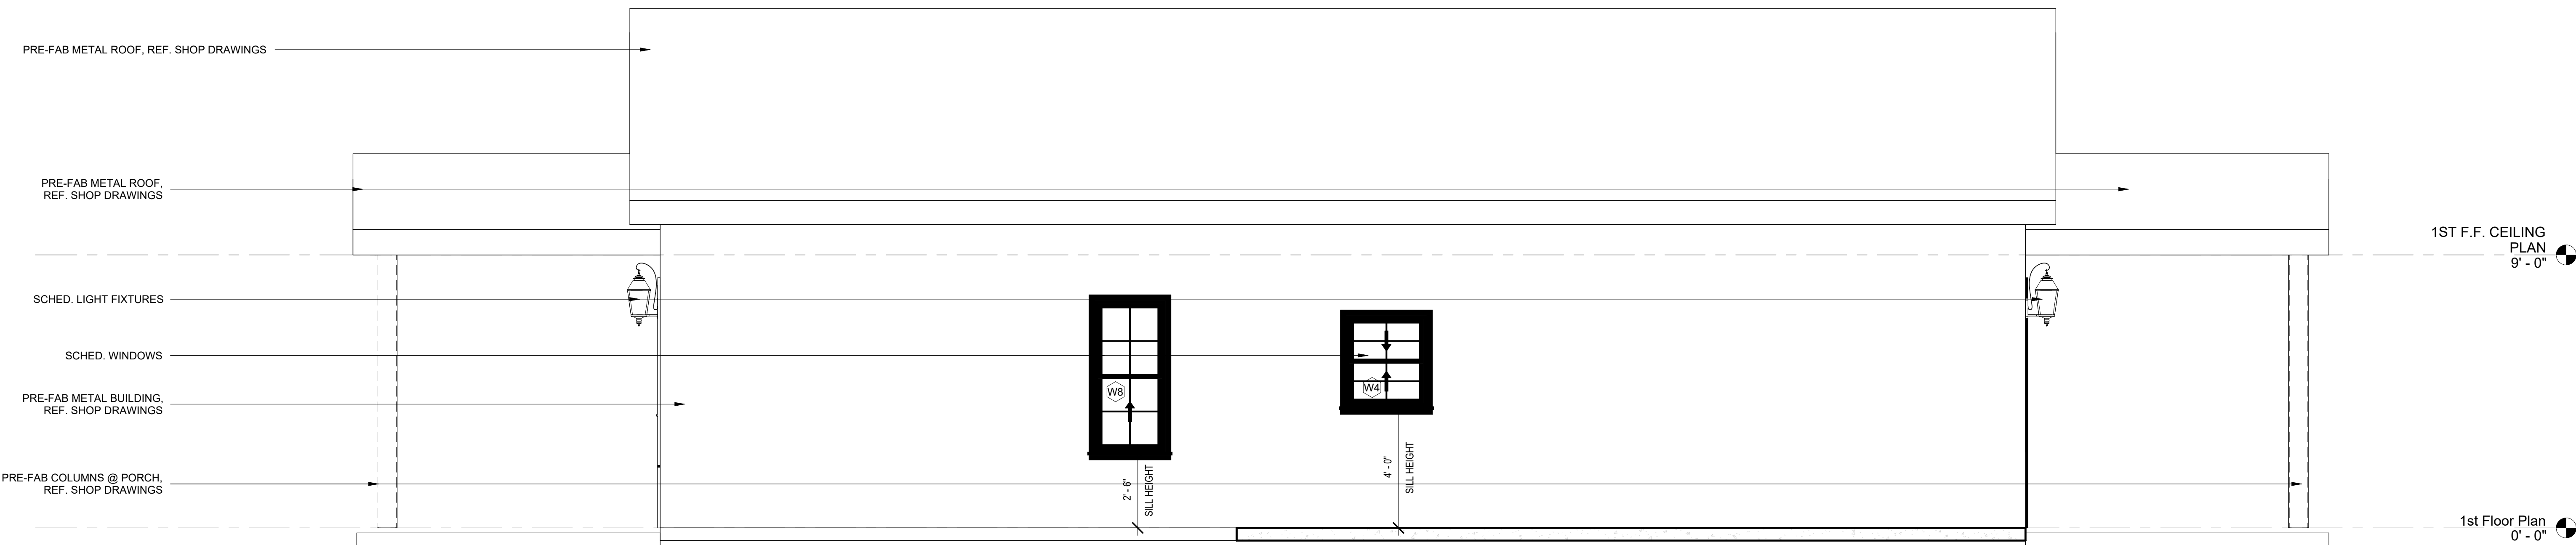 PRE-FAB METAL ROOF, REF. SHOP DRAWINGS
PRE-FAB METAL ROOF,
REF. SHOP DRAWINGS
1ST F.F. CEILING
PLAN
9' - 0"
SCHED. LIGHT FIXTURES
SCHED. WINDOWS
W8
W4
PRE-FAB METAL BUILDING,
REF. SHOP DRAWINGS
2' - 6"
SILL HEIGHT
4' - 0"
SILL HEIGHT
PRE-FAB COLUMNS @ PORCH,
REF. SHOP DRAWINGS
1st Floor Plan
0' - 0"